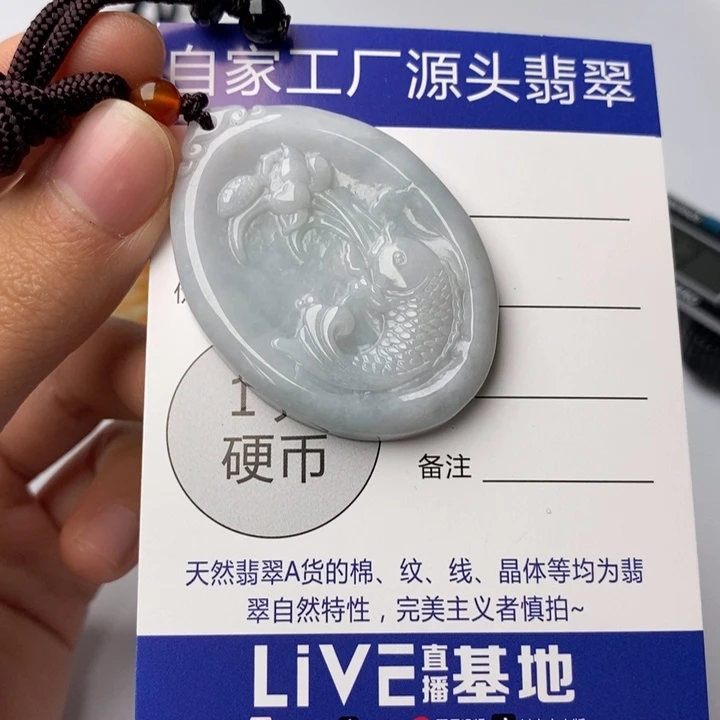 自家工厂源头翡翠
硬币
备注
天然翡翠A货的棉、纹、线、晶体等均为翡
翠自然特性，完美主义者慎拍~
LiVE直播基地